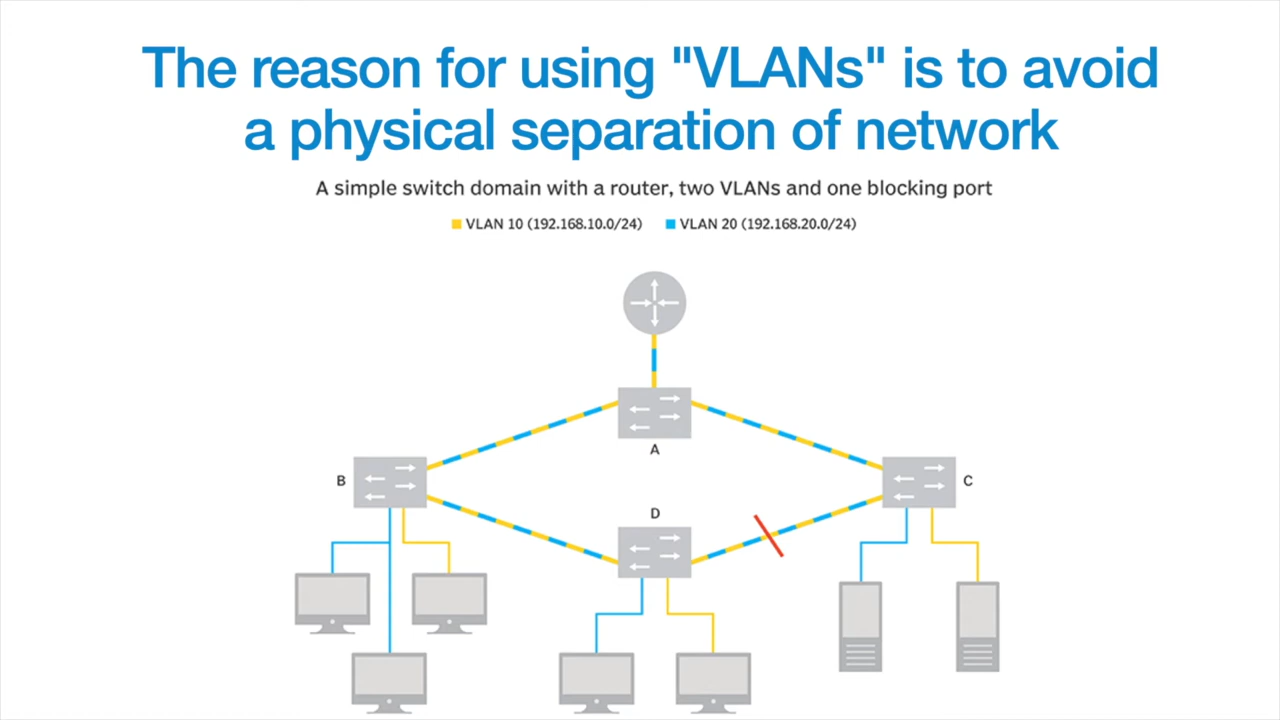 The reason for using "VLANs" is to avoid
a physical separation of network
A simple switch domain with a router, two VLANs and one blocking port
VLAN 10 (192.168.10.0/24) VLAN 20 (192.168.20.0/24)
A
B
C
D